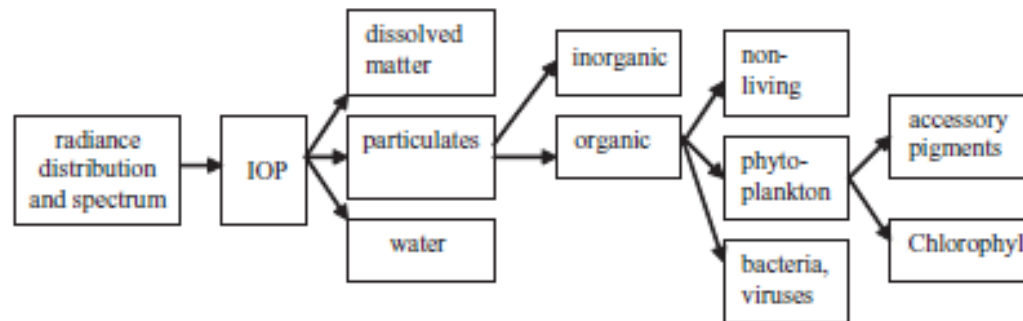 radiance
distribution
and spectrum
IOP
dissolved
matter
particulates
water
inorganic
organic
non-
living
phyto-
plankton
bacteria,
viruses
accessory
pigments
Chlorophyl